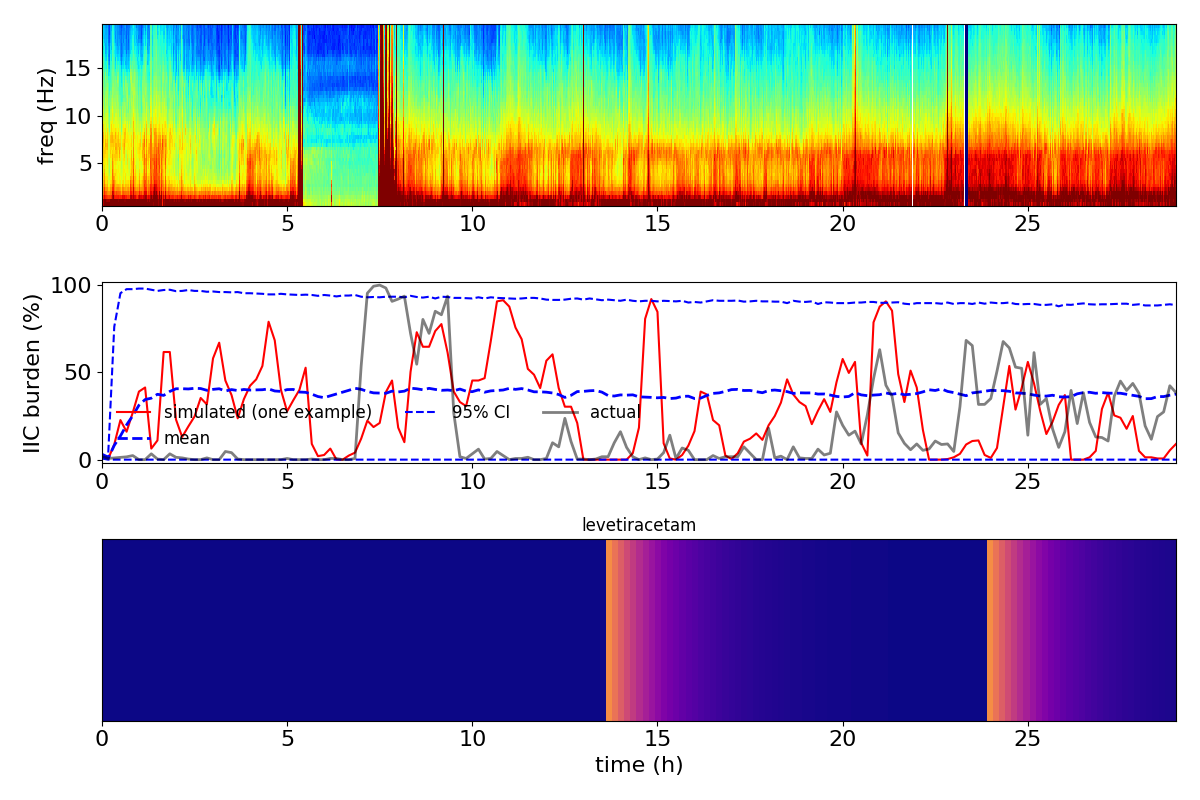 freq (Hz)
15
10
5
0 5 10 15 20 25
IIC burden (%)
100
50
0
simulated (one example) 95% CI actual
mean
0 5 10 15 20 25
levetiracetam
0 5 10 15 20 25
time (h)